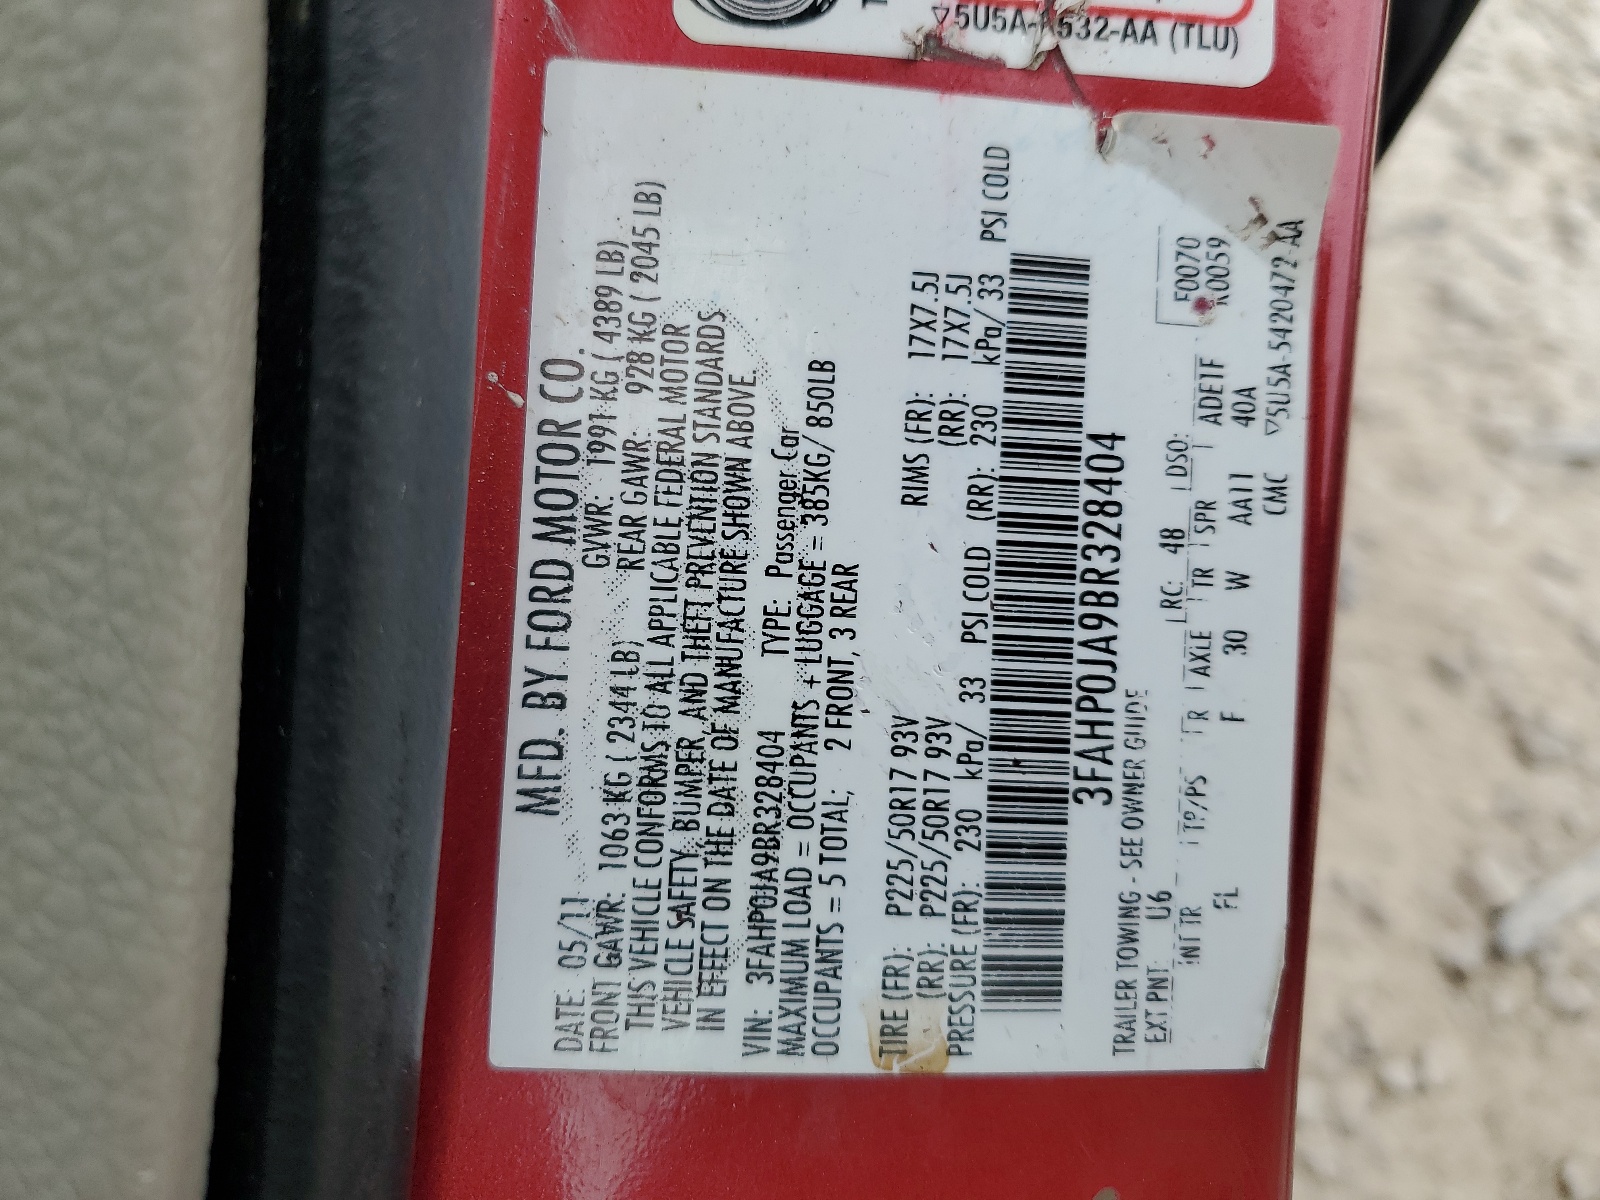 ▽5U5A- 532-AA (TLU)
MFD. BY FORD MOTOR CO.
DATE: 05/11 GVWR: 1991 KG ( 4389 LB)
FRONT GAWR: 1063 KG ( 2344 LB) REAR GAWR: 928 KG ( 2045 LB)
THIS VEHICLE CONFORMS TO ALL APPLICABLE FEDERAL MOTOR
VEHICLE SAFETY, BUMPER, AND THEFT PREVENTION STANDARDS
IN EFFECT ON THE DATE OF MANUFACTURE SHOWN ABOVE.
VIN: 3FAHP0JA9BR328404 TYPE: Passenger Car
MAXIMUM LOAD = OCCUPANTS + LUGGAGE = 385KG/ 850LB
OCCUPANTS = 5 TOTAL; 2 FRONT, 3 REAR
TIRE (FR): P225/50R17 93V RIMS (FR): 17X7.5J
(RR): P225/50R17 93V (RR): 17X7.5J
PRESSURE (FR): 230 kPa/ 33 PSI COLD (RR): 230 kPa/ 33 PSI COLD
3FAHP0JA9BR328404
TRAILER TOWING - SEE OWNER GUIDE
EXT PNT: U6 RC: 48 DSO: F0070
0059
INT TR TP/PS R AXLE TR SPR ADETF
FL F 30 W AA11 40A
CMC ▽5U5A-5420472-AA